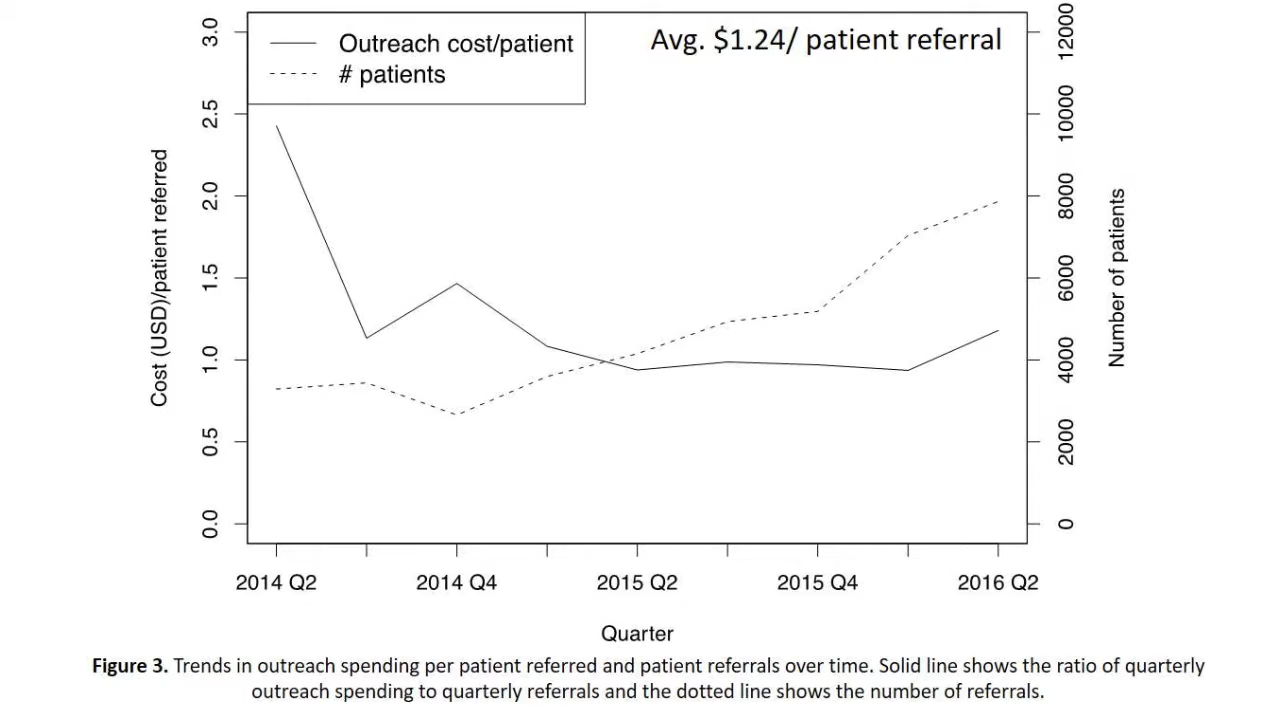 Outreach cost/patient
# patients
Avg. $1.24/ patient referral
Cost (USD)/patient referred
3.0
2.5
2.0
1.5
1.0
0.5
0.0
12000
10000
8000
6000
4000
2000
0
Number of patients
2014 Q2
2014 Q4
2015 Q2
2015 Q4
2016 Q2
Quarter
Figure 3. Trends in outreach spending per patient referred and patient referrals over time. Solid line shows the ratio of quarterly
outreach spending to quarterly referrals and the dotted line shows the number of referrals.